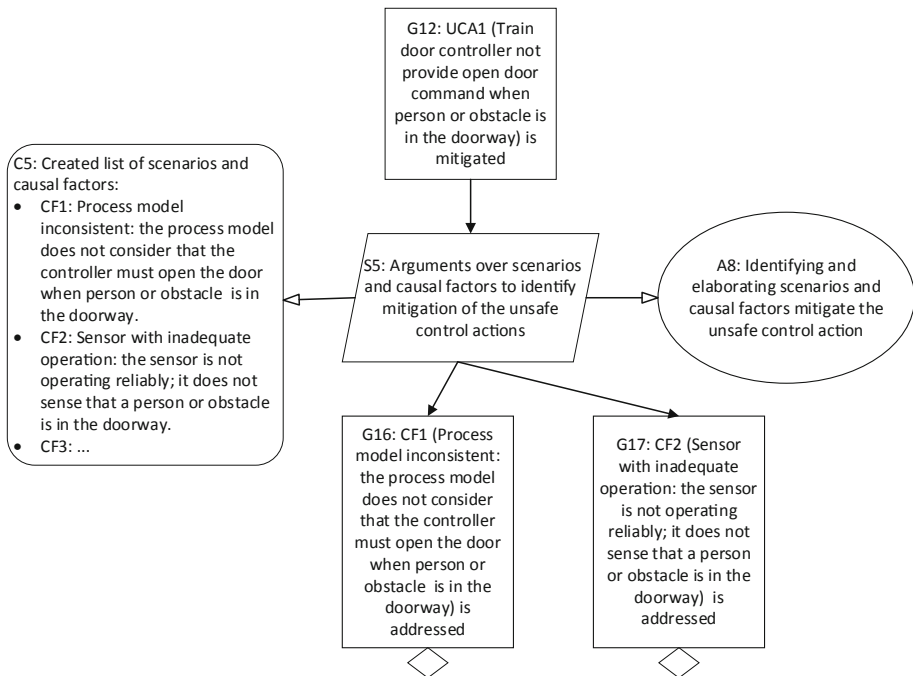 G12: UCA1 (Train
door controller not
provide open door
command when
person or obstacle is
in the doorway) is
mitigated
C5: Created list of scenarios and
causal factors:
• CF1: Process model
inconsistent: the process model
does not consider that the
controller must open the door
when person or obstacle is in
the doorway.
• CF2: Sensor with inadequate
operation: the sensor is not
operating reliably; it does not
sense that a person or obstacle
is in the doorway.
• CF3: ...
S5: Arguments over scenarios
and causal factors to identify
mitigation of the unsafe
control actions
A8: Identifying and
elaborating scenarios and
causal factors mitigate the
unsafe control action
G16: CF1 (Process
model inconsistent:
the process model
does not consider
that the controller
must open the door
when person or
obstacle is in the
doorway) is
addressed
G17: CF2 (Sensor
with inadequate
operation: the sensor
is not operating
reliably; it does not
sense that a person
or obstacle is in the
doorway) is
addressed